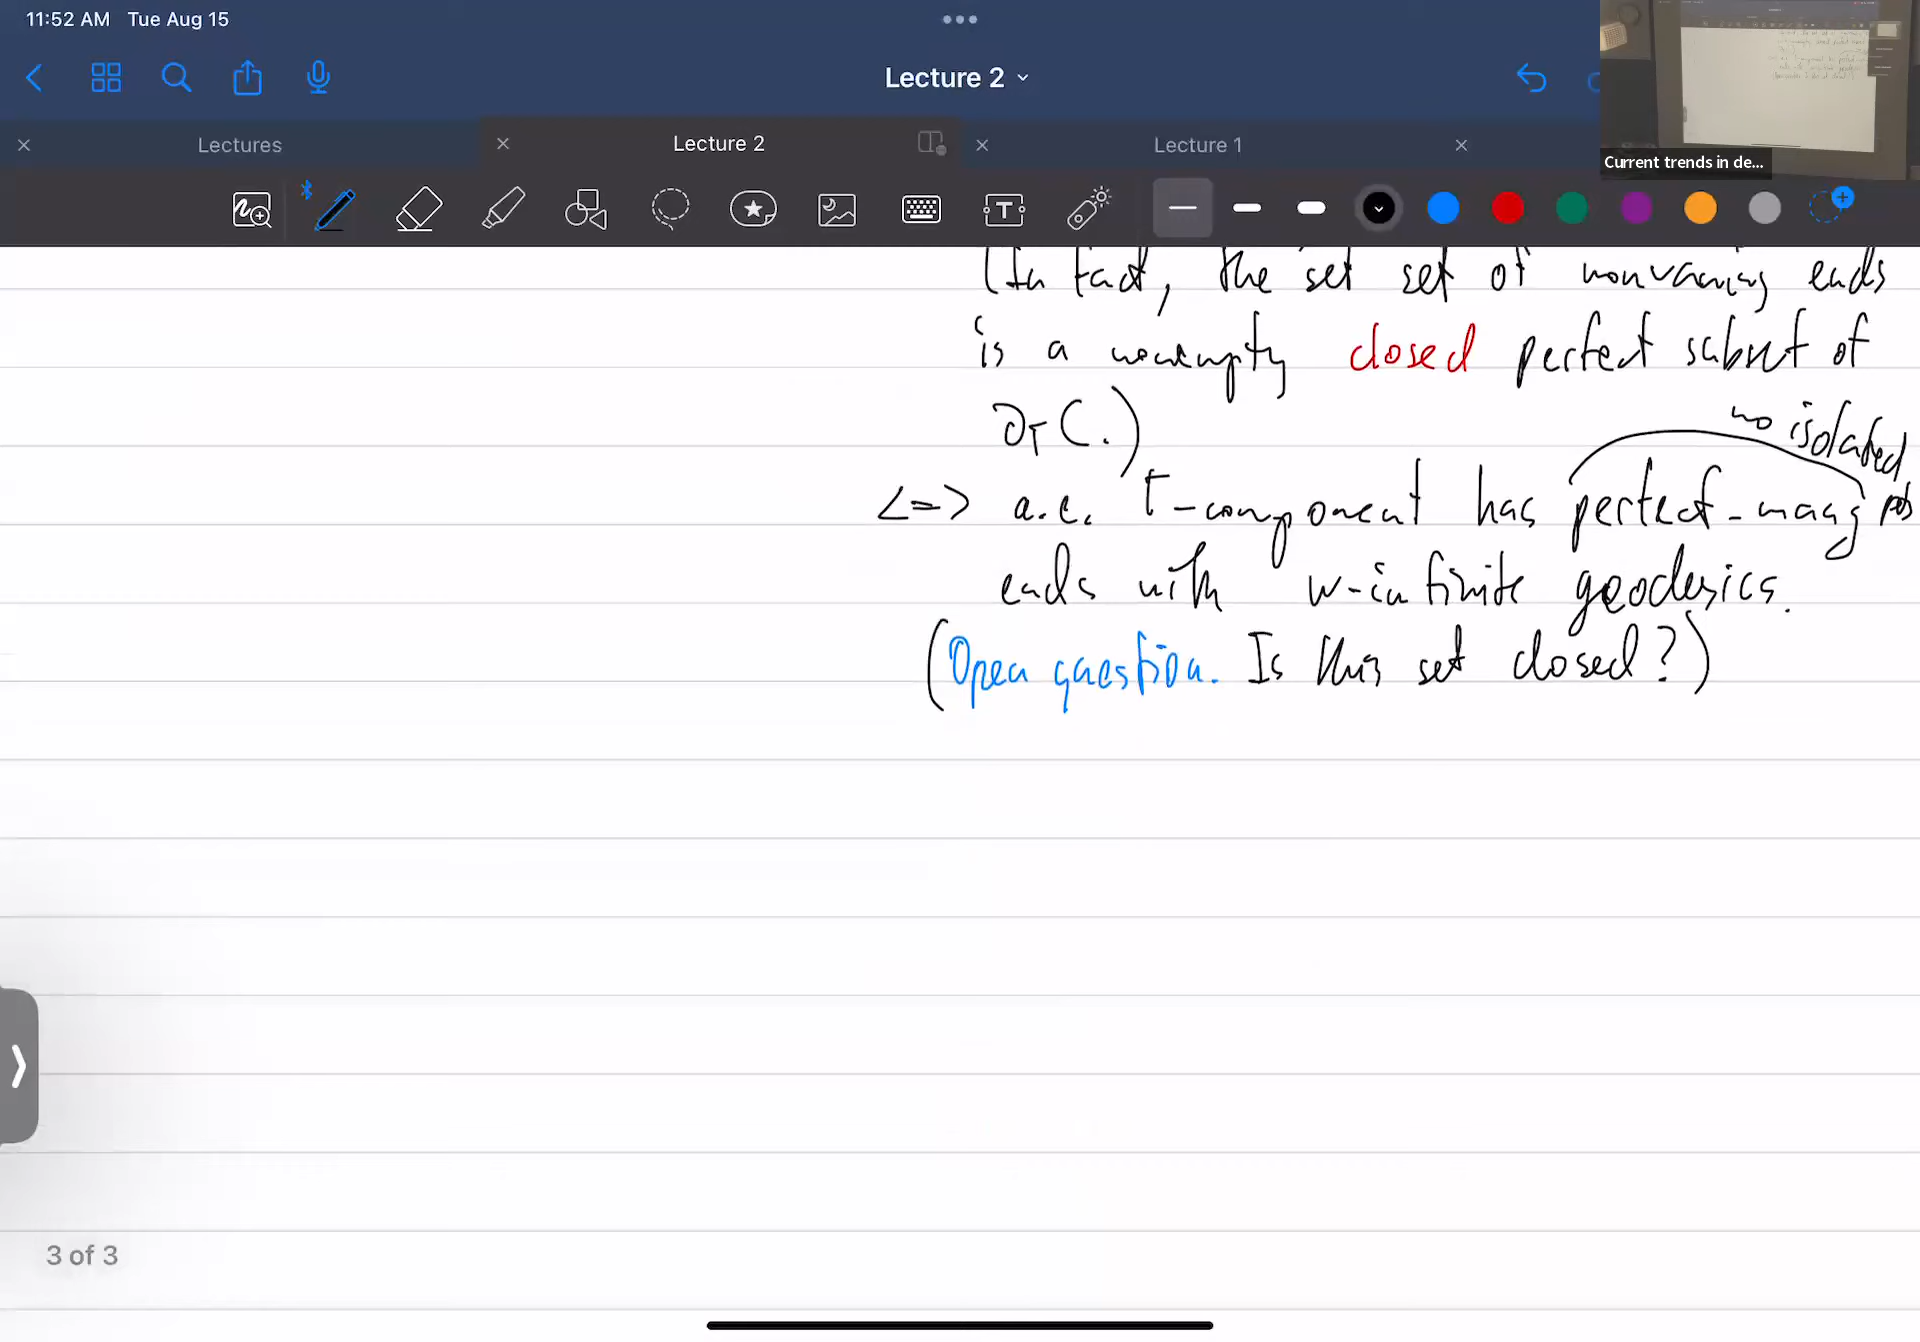 11:52 AM Tue Aug 15
Lecture 2
Lectures
Lecture 2
Lecture 1
Current trends in de...
(In fact, the set set of nonvanishing ends
is a nonempty closed perfect subset of
∂T C.)
no isolated
pts
<=> a.e. T-component has perfect-many
ends with w-infinite geodesics.
(Open question. Is this set closed?)
3 of 3